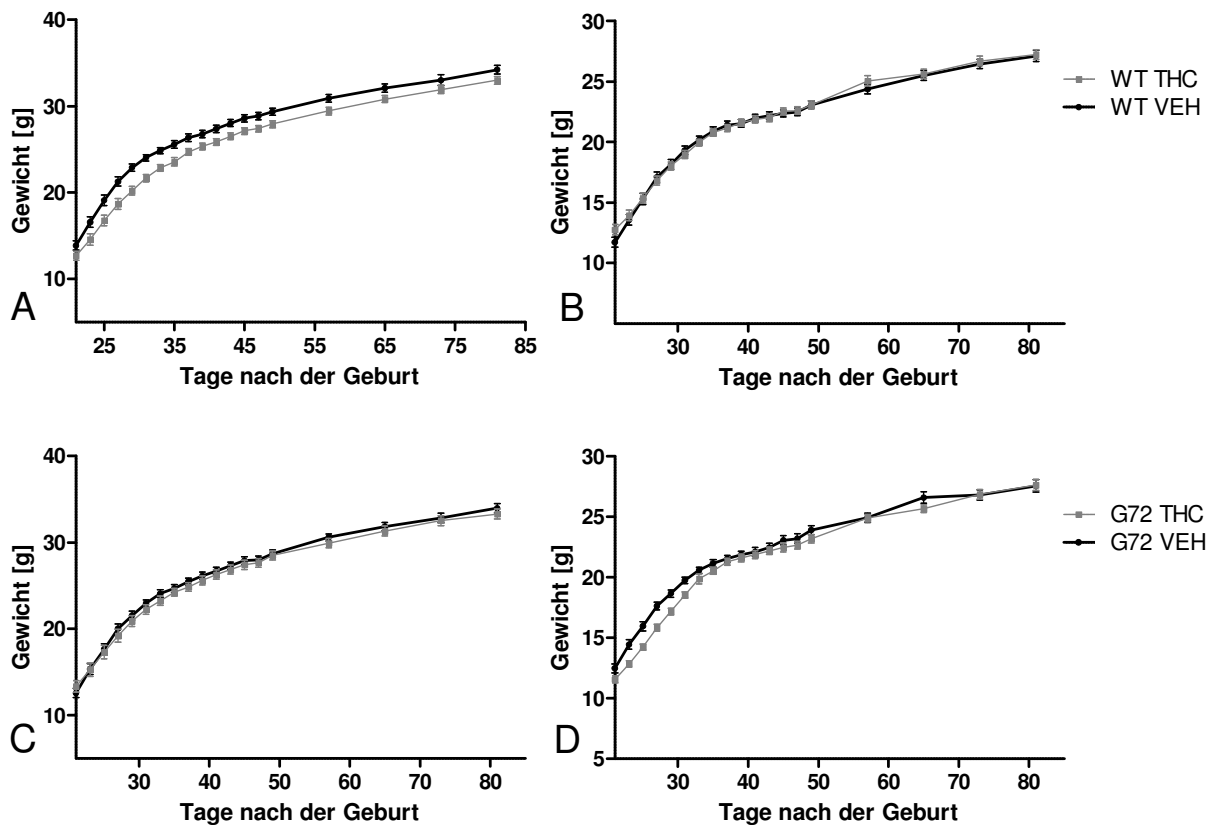 40
30
20
10
Gewicht [g]
A
25 35 45 55 65 75 85
Tage nach der Geburt
30
25
20
15
10
Gewicht [g]
B
30 40 50 60 70 80
Tage nach der Geburt
WT THC
WT VEH
40
30
20
10
Gewicht [g]
C
30 40 50 60 70 80
Tage nach der Geburt
30
25
20
15
10
5
Gewicht [g]
D
30 40 50 60 70 80
Tage nach der Geburt
G72 THC
G72 VEH